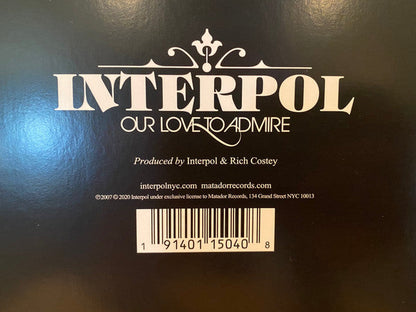 INTERPOL
OUR LOVE TO ADMIRE
Produced by Interpol & Rich Costey
interpolnyc.com matadorrecords.com
℗2007 © 2020 Interpol under exclusive license to Matador Records, 134 Grand Street NYC 10013
1 91401 15040 8